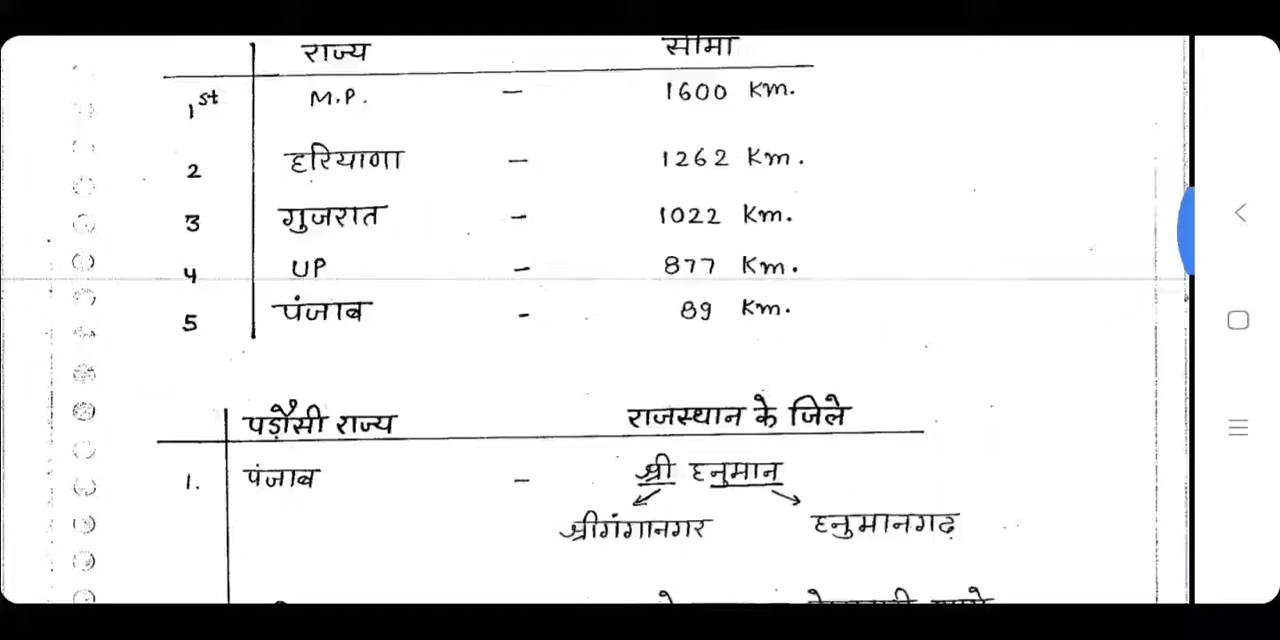 राज्य सीमा
1st M.P. - 1600 Km.
2 हरियाणा - 1262 Km.
3 गुजरात - 1022 Km.
4 UP - 877 Km.
5 पंजाब - 89 Km.
पड़ौसी राज्य राजस्थान के जिले
1. पंजाब - श्री हनुमान
श्रीगंगानगर हनुमानगढ़